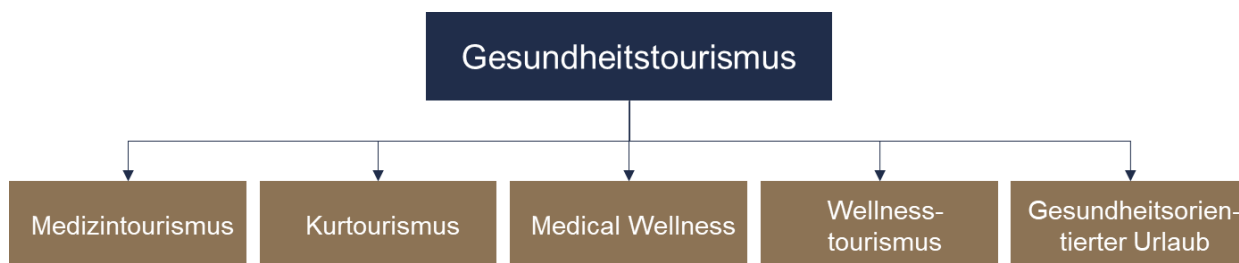 Gesundheitstourismus
Medizintourismus
Kurtourismus
Medical Wellness
Wellness-
tourismus
Gesundheitsorien-
tierter Urlaub